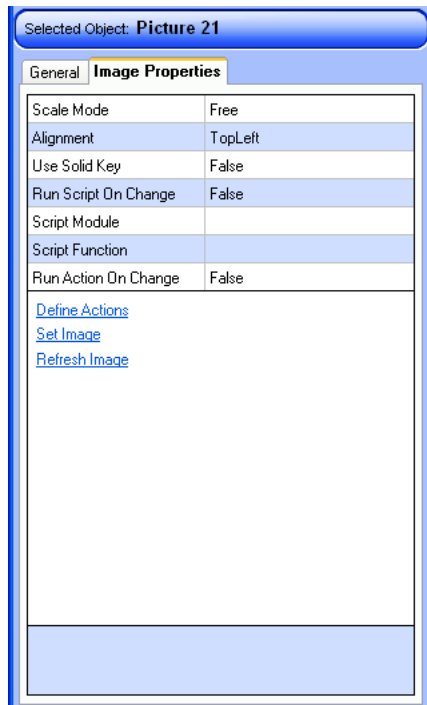 Selected Object: Picture 21
General Image Properties
Scale Mode Free
Alignment TopLeft
Use Solid Key False
Run Script On Change False
Script Module
Script Function
Run Action On Change False
Define Actions
Set Image
Refresh Image